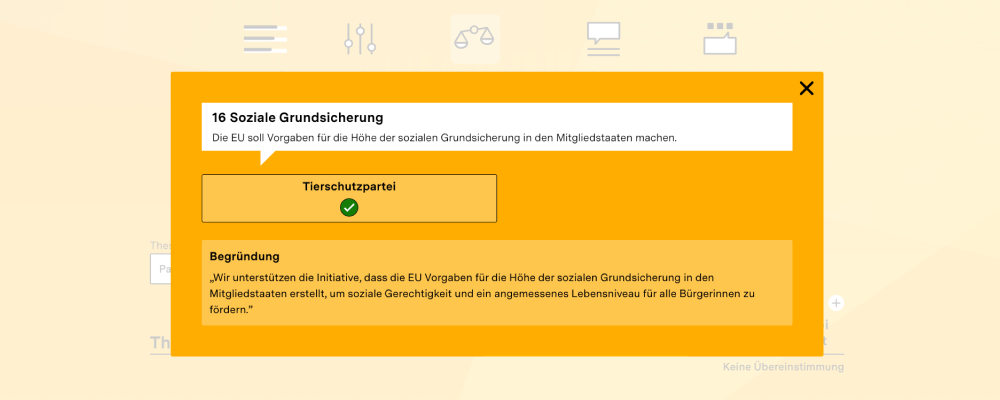 16 Soziale Grundsicherung
Die EU soll Vorgaben für die Höhe der sozialen Grundsicherung in den Mitgliedstaaten machen.
Tierschutzpartei
Begründung
„Wir unterstützen die Initiative, dass die EU Vorgaben für die Höhe der sozialen Grundsicherung in den
Mitgliedstaaten erstellt, um soziale Gerechtigkeit und ein angemessenes Lebensniveau für alle Bürgerinnen zu
fördern.”
Keine Übereinstimmung